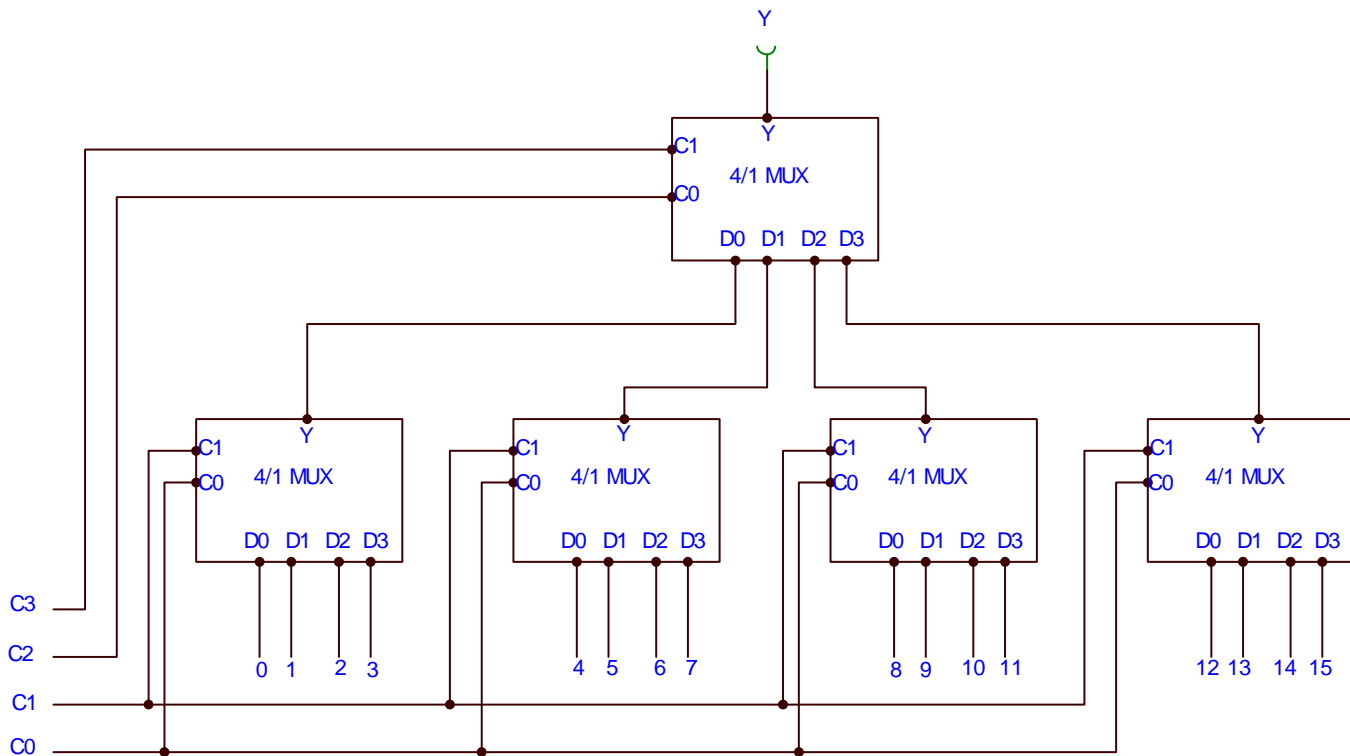 Y
Y
C1
4/1 MUX
C0
D0 D1 D2 D3
Y Y Y Y
C1 C1 C1 C1
C0 4/1 MUX C0 4/1 MUX C0 4/1 MUX C0 4/1 MUX
D0 D1 D2 D3 D0 D1 D2 D3 D0 D1 D2 D3 D0 D1 D2 D3
C3
C2
0 1 2 3 4 5 6 7 8 9 10 11 12 13 14 15
C1
C0